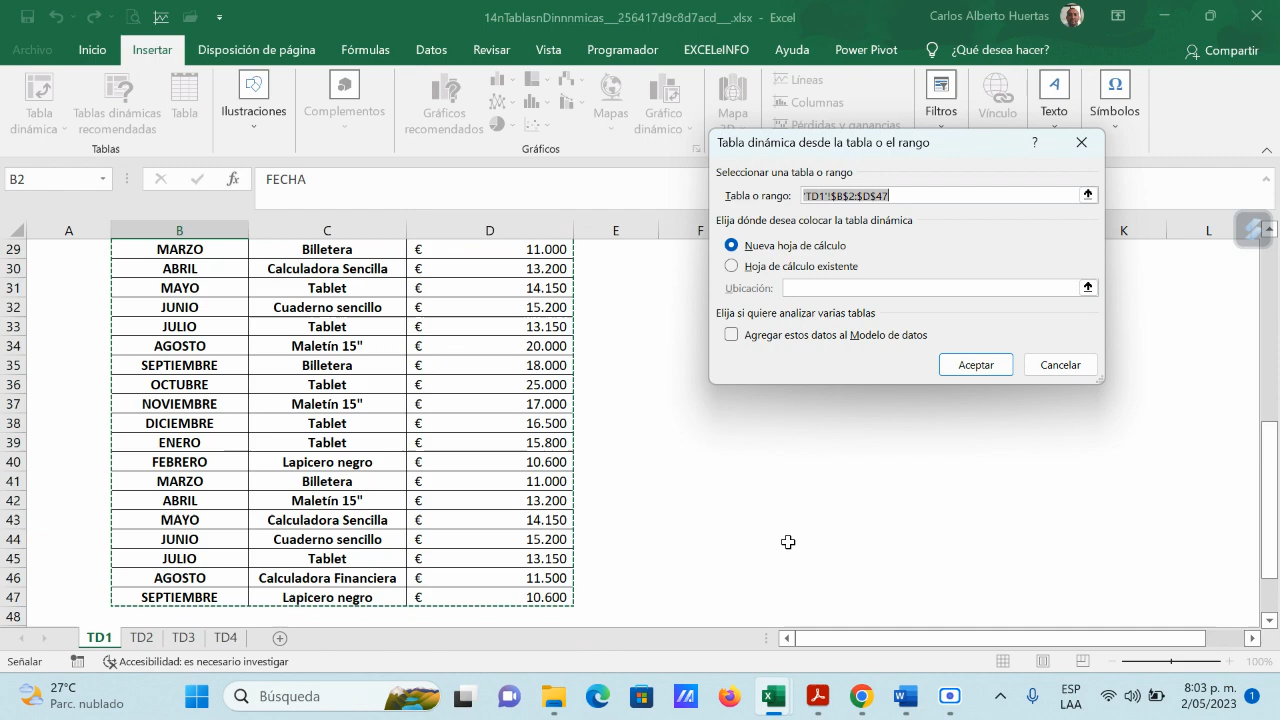 14nTablasnDinnnmicas__256417d9c8d7acd__.xlsx - Excel
Carlos Alberto Huertas
Archivo Inicio Insertar Disposición de página Fórmulas Datos Revisar Vista Programador EXCELeINFO Ayuda Power Pivot ¿Qué desea hacer? Compartir
Tabla dinámica
Tablas dinámicas recomendadas
Tabla
Ilustraciones
Complementos
Gráficos recomendados
Mapas
Gráfico dinámico
Mapa 3D
Líneas
Columnas
Pérdidas y ganancias
Filtros
Vínculo
Texto
Símbolos
Tablas
Gráficos
B2
fx
FECHA
Tabla dinámica desde la tabla o el rango ?
Seleccionar una tabla o rango
Tabla o rango: 'TD1'!$B$2:$D$47
Elija dónde desea colocar la tabla dinámica
Nueva hoja de cálculo
Hoja de cálculo existente
Ubicación:
Elija si quiere analizar varias tablas
Agregar estos datos al Modelo de datos
Aceptar Cancelar
A B C D E F K L
29 MARZO Billetera € 11.000
30 ABRIL Calculadora Sencilla € 13.200
31 MAYO Tablet € 14.150
32 JUNIO Cuaderno sencillo € 15.200
33 JULIO Tablet € 13.150
34 AGOSTO Maletín 15" € 20.000
35 SEPTIEMBRE Billetera € 18.000
36 OCTUBRE Tablet € 25.000
37 NOVIEMBRE Maletín 15" € 17.000
38 DICIEMBRE Tablet € 16.500
39 ENERO Tablet € 15.800
40 FEBRERO Lapicero negro € 10.600
41 MARZO Billetera € 11.000
42 ABRIL Maletín 15" € 13.200
43 MAYO Calculadora Sencilla € 14.150
44 JUNIO Cuaderno sencillo € 15.200
45 JULIO Tablet € 13.150
46 AGOSTO Calculadora Financiera € 11.500
47 SEPTIEMBRE Lapicero negro € 10.600
48
TD1 TD2 TD3 TD4
Señalar Accesibilidad: es necesario investigar 100%
27°C
Parc. nublado
Búsqueda
ESP
LAA
8:03 p. m.
2/05/2023
1